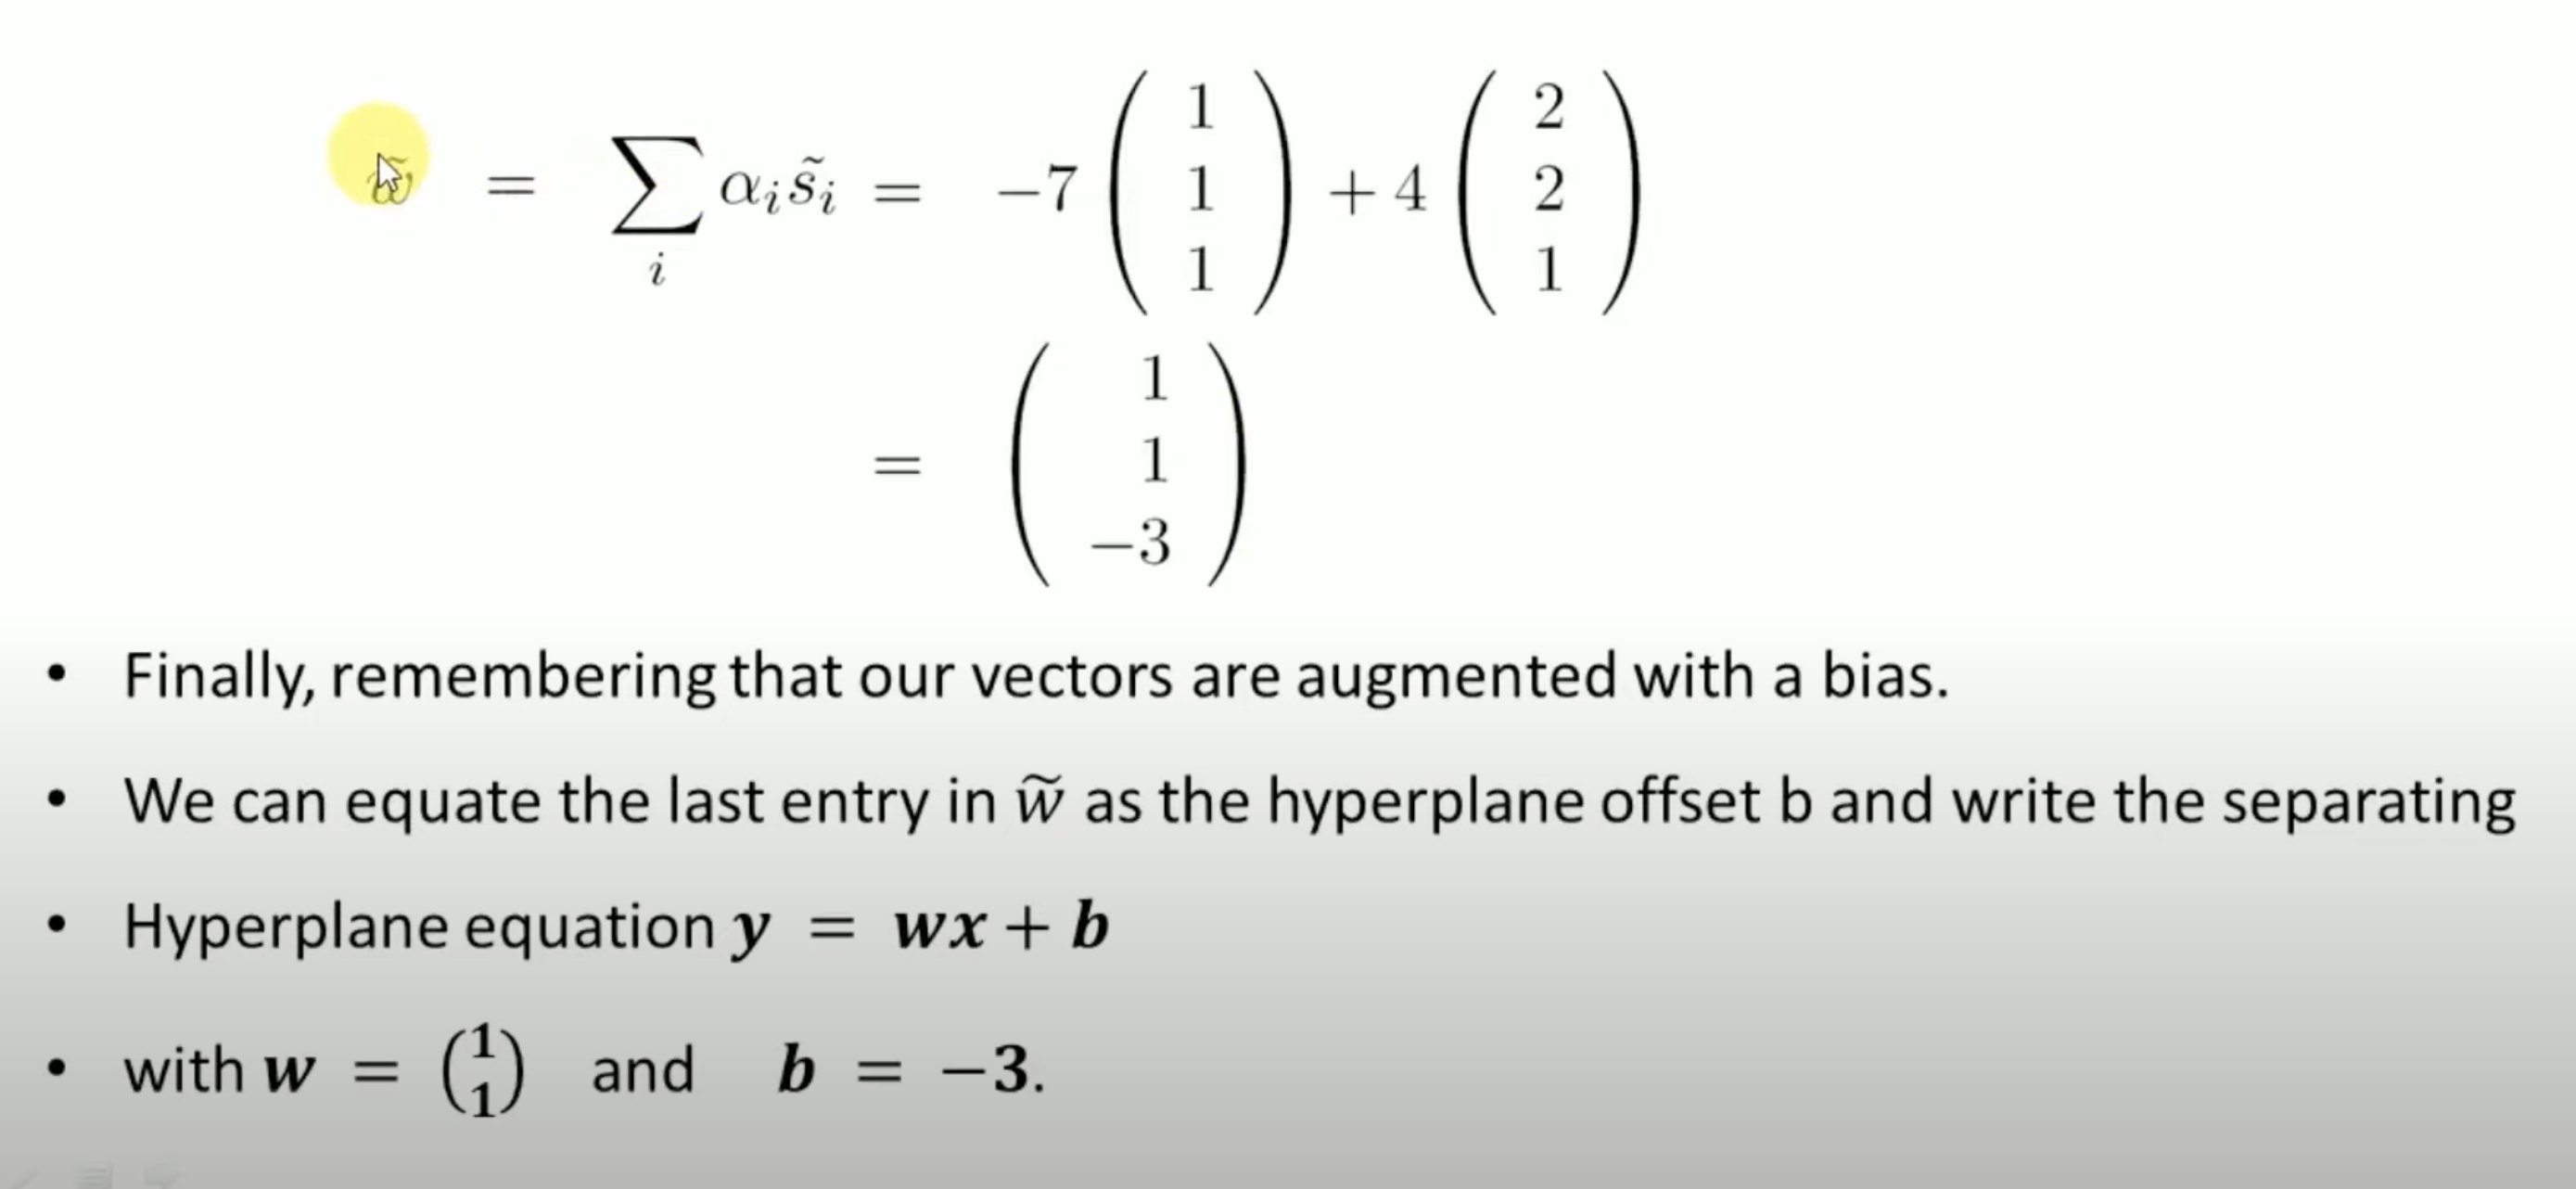 w̃ = ∑ᵢ αᵢs̃ᵢ = −7 (1 1 1) + 4 (2 2 1)
= (1 1 −3)
• Finally, remembering that our vectors are augmented with a bias.
• We can equate the last entry in w̃ as the hyperplane offset b and write the separating
• Hyperplane equation y = wx + b
• with w = (1 1) and b = −3.